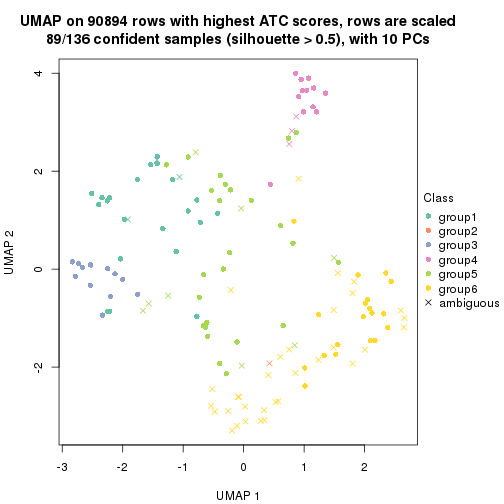 UMAP on 90894 rows with highest ATC scores, rows are scaled
89/136 confident samples (silhouette > 0.5), with 10 PCs
4
2
0
-2
UMAP 2
-3
-2
-1
0
1
2
UMAP 1
Class
group1
group2
group3
group4
group5
group6
ambiguous